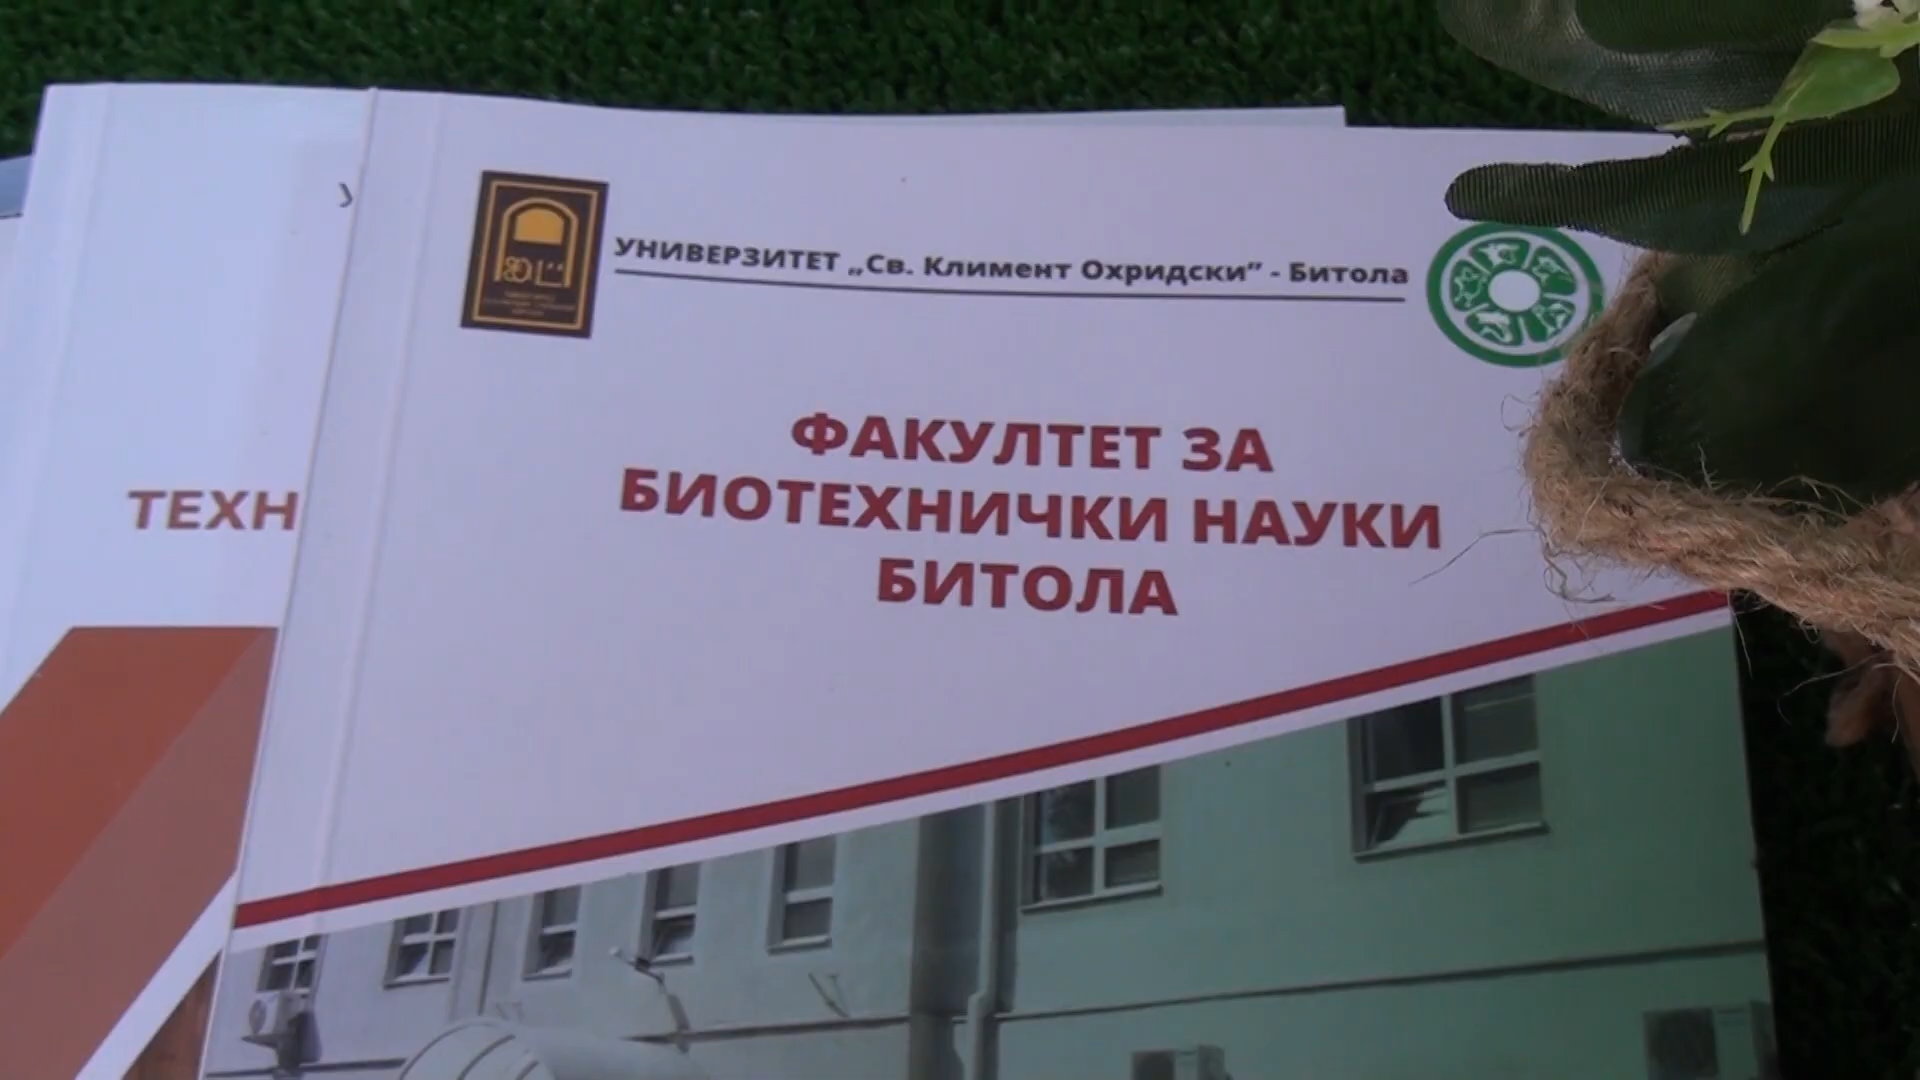 УНИВЕРЗИТЕТ „Св. Климент Охридски” - Битола
ФАКУЛТЕТ ЗА
БИОТЕХНИЧКИ НАУКИ
БИТОЛА
ТЕХН